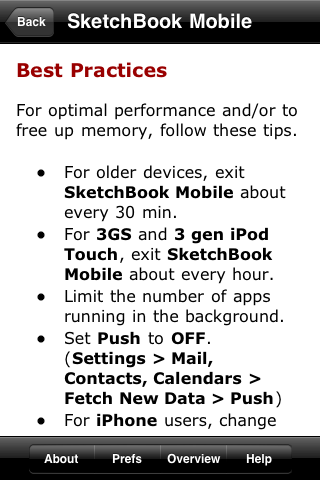 Back SketchBook Mobile
Best Practices
For optimal performance and/or to
free up memory, follow these tips.
● For older devices, exit
SketchBook Mobile about
every 30 min.
● For 3GS and 3 gen iPod
Touch, exit SketchBook
Mobile about every hour.
● Limit the number of apps
running in the background.
● Set Push to OFF.
(Settings > Mail,
Contacts, Calendars >
Fetch New Data > Push)
● For iPhone users, change
About Prefs Overview Help